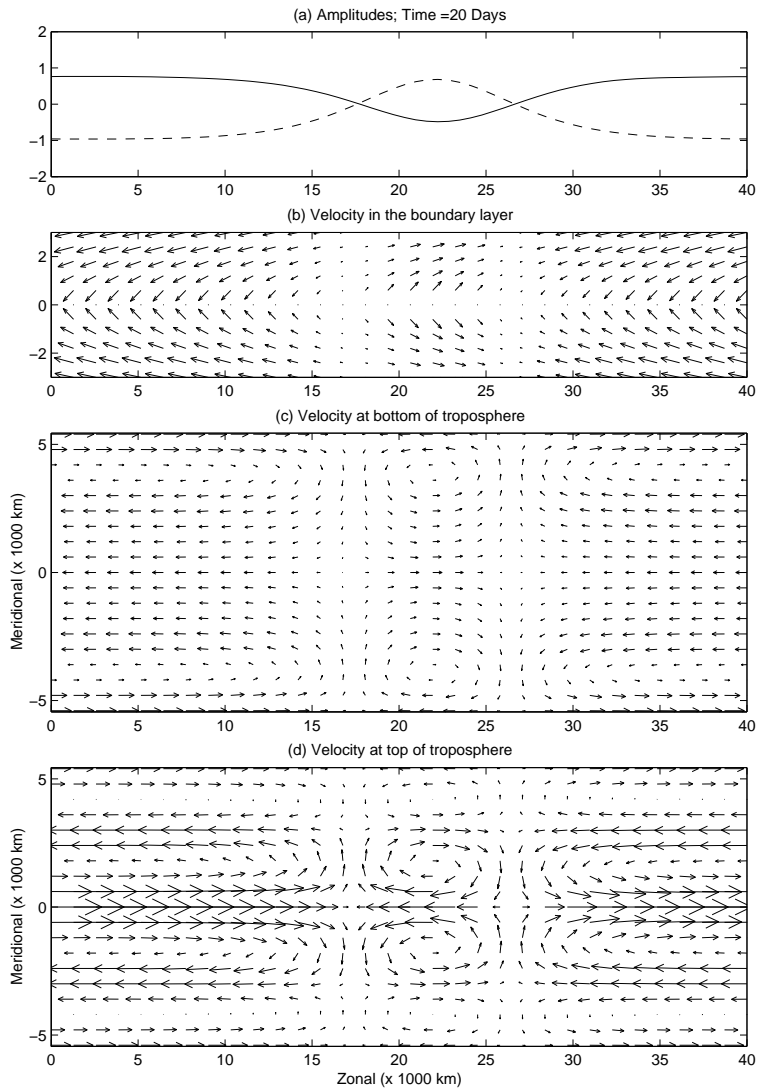 (a) Amplitudes; Time =20 Days
2
1
0
−1
−2
0 5 10 15 20 25 30 35 40
(b) Velocity in the boundary layer
2
0
−2
0 5 10 15 20 25 30 35 40
(c) Velocity at bottom of troposphere
5
0
−5
Meridional (x 1000 km)
0 5 10 15 20 25 30 35 40
(d) Velocity at top of troposphere
5
0
−5
Meridional (x 1000 km)
0 5 10 15 20 25 30 35 40
Zonal (x 1000 km)